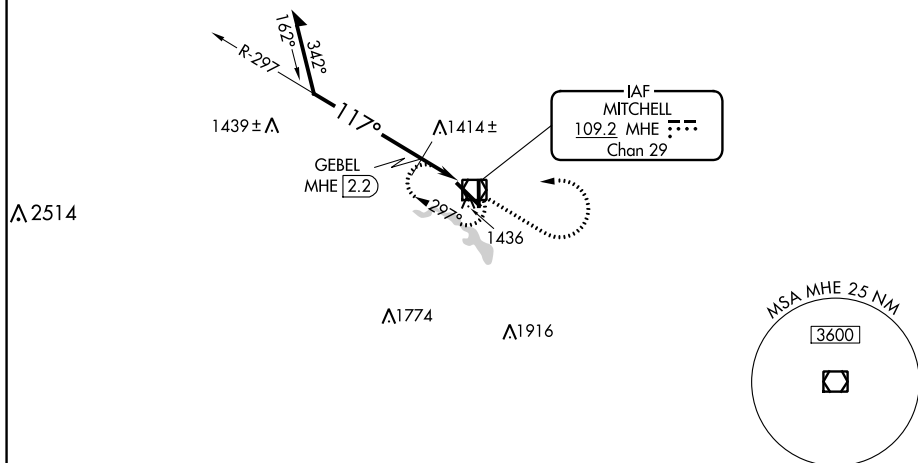 162°
342°
R-297
117°
1439±
1414±
IAF
MITCHELL
109.2 MHE
Chan 29
GEBEL
MHE 2.2
297°
1436
2514
1774
1916
MSA MHE 25 NM
3600